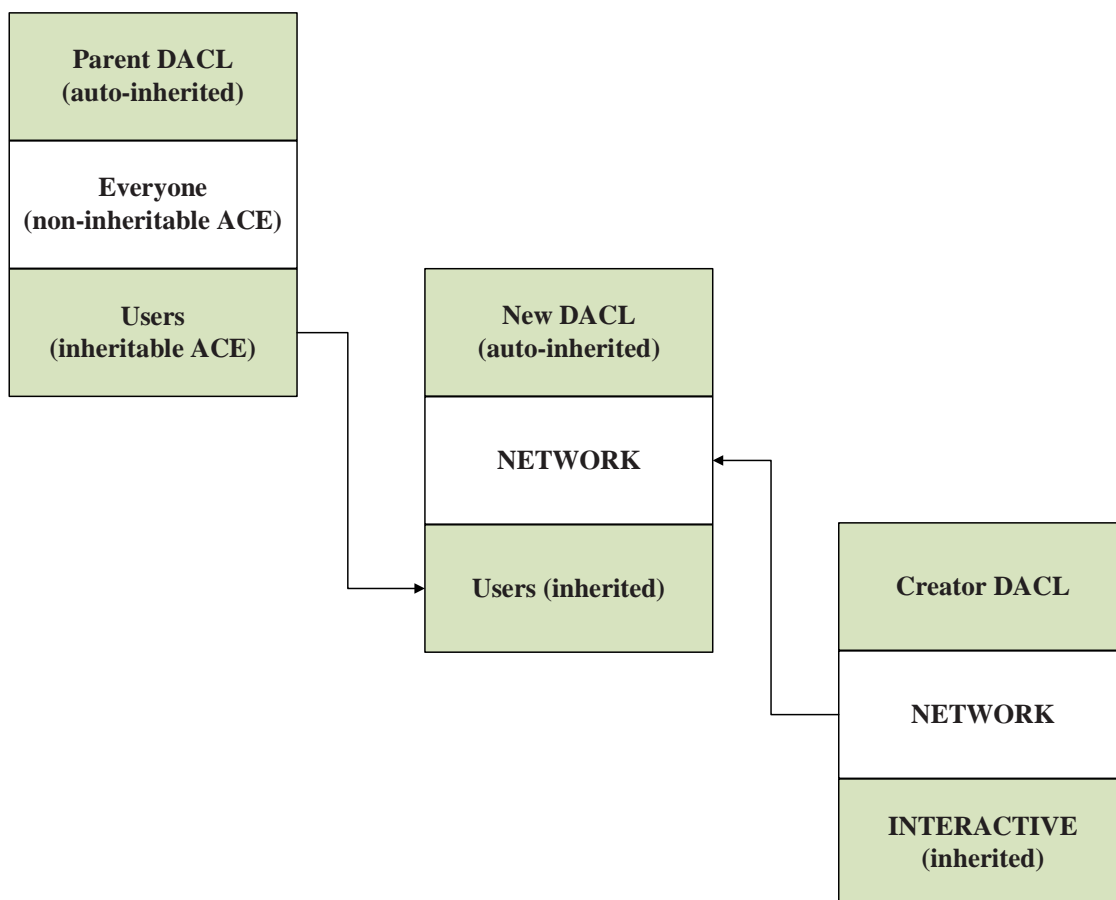 Parent DACL
(auto-inherited)
Everyone
(non-inheritable ACE)
Users
(inheritable ACE)
New DACL
(auto-inherited)
NETWORK
Users (inherited)
Creator DACL
NETWORK
INTERACTIVE
(inherited)